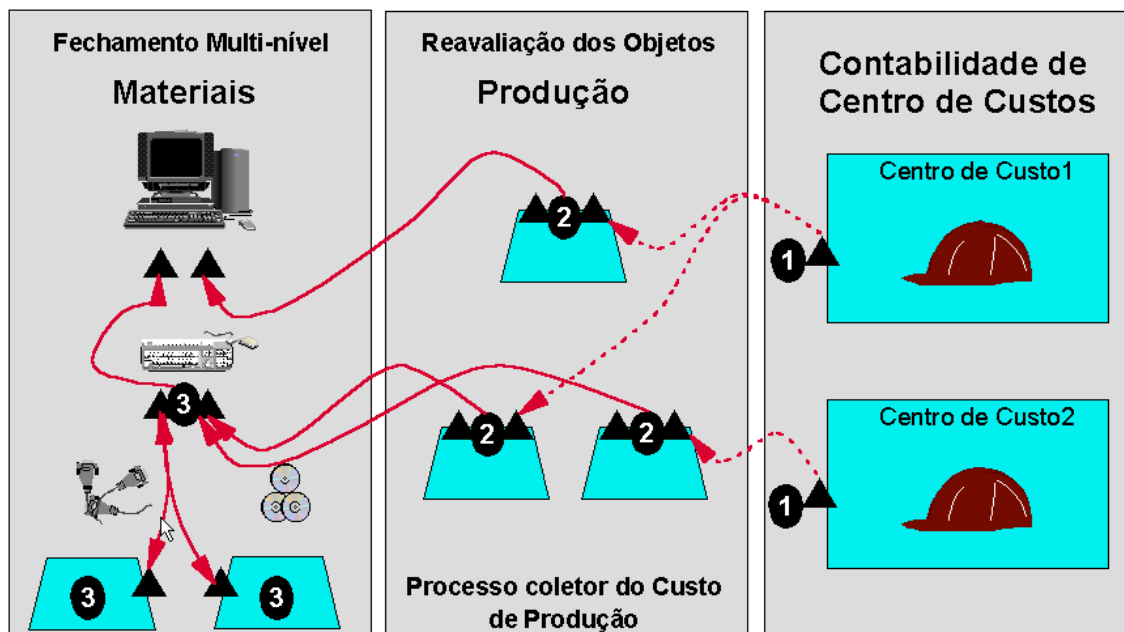 Fechamento Multi-nível
Materiais
3
3
3
Reavaliação dos Objetos
Produção
2
2
2
Processo coletor do Custo
de Produção
Contabilidade de
Centro de Custos
Centro de Custo1
1
Centro de Custo2
1